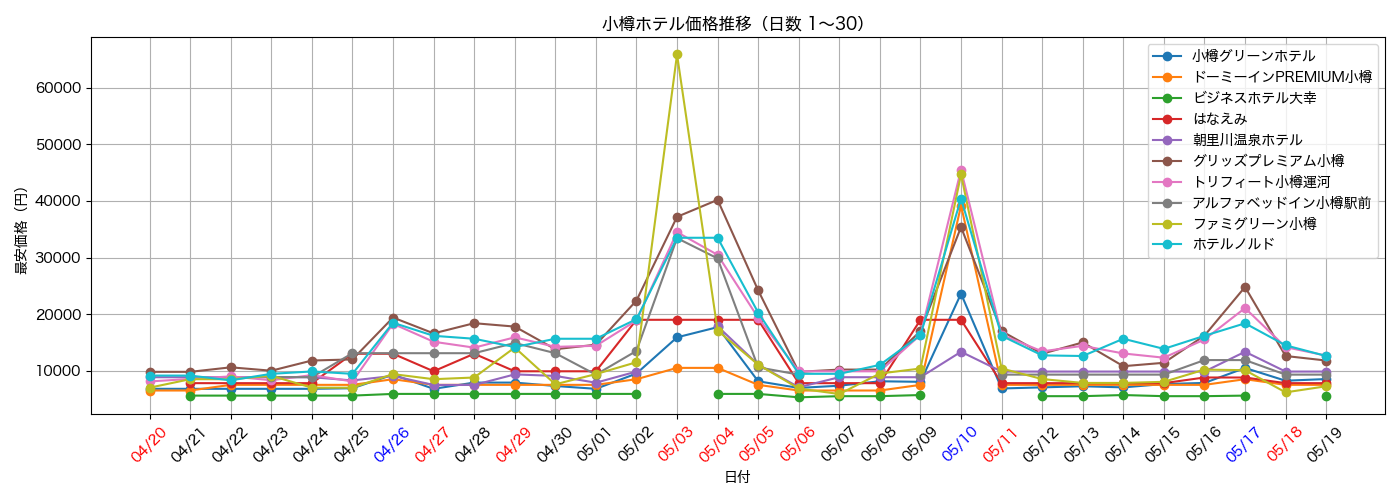 小樽ホテル価格推移（日数 1～30）
最安価格（円）
60000
50000
40000
30000
20000
10000
小樽グリーンホテル
ドーミーインPREMIUM小樽
ビジネスホテル大幸
はなえみ
朝里川温泉ホテル
グリッズプレミアム小樽
トリフィート小樽運河
アルファベッドイン小樽駅前
ファミグリーン小樽
ホテルノルド
04/20 04/21 04/22 04/23 04/24 04/25 04/26 04/27 04/28 04/29 04/30 05/01 05/02 05/03 05/04 05/05 05/06 05/07 05/08 05/09 05/10 05/11 05/12 05/13 05/14 05/15 05/16 05/17 05/18 05/19
日付